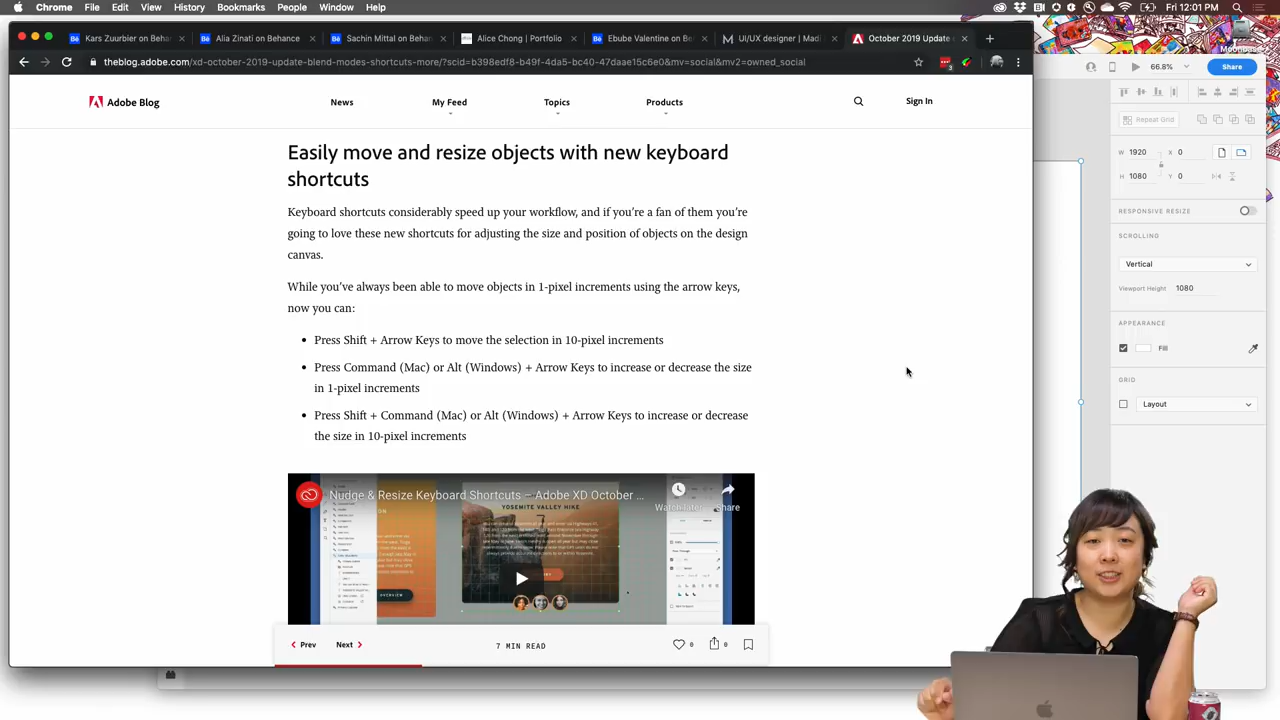 Chrome File Edit View History Bookmarks People Window Help
Fri 12:01 PM
Kars Zuurbier on Beha
Alia Zinati on Behance
Sachin Mittal on Behan
Alice Chong | Portfolio
Ebube Valentine on Be
UI/UX designer | Madi
October 2019 Update
theblog.adobe.com/xd-october-2019-update-blend-modes-shortcuts-more/?scid=b398edf8-b49f-4da5-bc40-47daae15c6e0&mv=social&mv2=owned_social
66.8%
Share
Adobe Blog
News
My Feed
Topics
Products
Sign In
Repeat Grid
W 1920 X 0
H 1080 Y 0
RESPONSIVE RESIZE
SCROLLING
Vertical
Viewport Height 1080
APPEARANCE
Fill
GRID
Layout
Easily move and resize objects with new keyboard
shortcuts
Keyboard shortcuts considerably speed up your workflow, and if you're a fan of them you're
going to love these new shortcuts for adjusting the size and position of objects on the design
canvas.
While you've always been able to move objects in 1-pixel increments using the arrow keys,
now you can:
• Press Shift + Arrow Keys to move the selection in 10-pixel increments
• Press Command (Mac) or Alt (Windows) + Arrow Keys to increase or decrease the size
in 1-pixel increments
• Press Shift + Command (Mac) or Alt (Windows) + Arrow Keys to increase or decrease
the size in 10-pixel increments
Nudge & Resize Keyboard Shortcuts – Adobe XD October ...
Watch later
Share
YOSEMITE VALLEY HIKE
OVERVIEW
Prev
Next
7 MIN READ
0
0